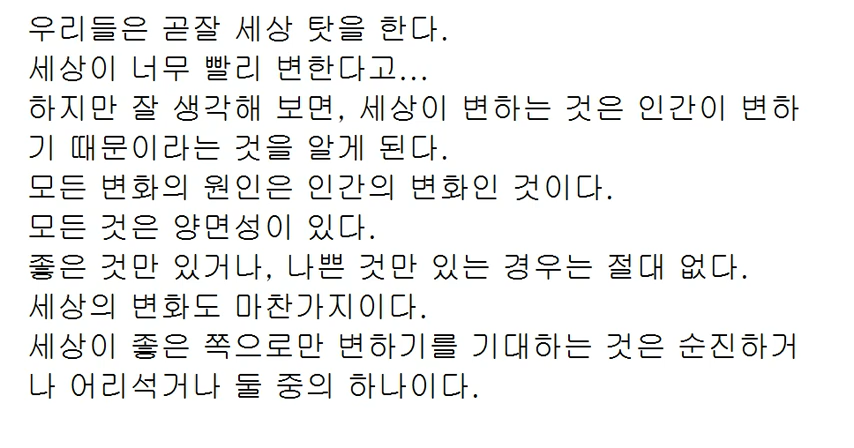 우리들은 곧잘 세상 탓을 한다.
세상이 너무 빨리 변한다고...
하지만 잘 생각해 보면, 세상이 변하는 것은 인간이 변하
기 때문이라는 것을 알게 된다.
모든 변화의 원인은 인간의 변화인 것이다.
모든 것은 양면성이 있다.
좋은 것만 있거나, 나쁜 것만 있는 경우는 절대 없다.
세상의 변화도 마찬가지이다.
세상이 좋은 쪽으로만 변하기를 기대하는 것은 순진하거
나 어리석거나 둘 중의 하나이다.